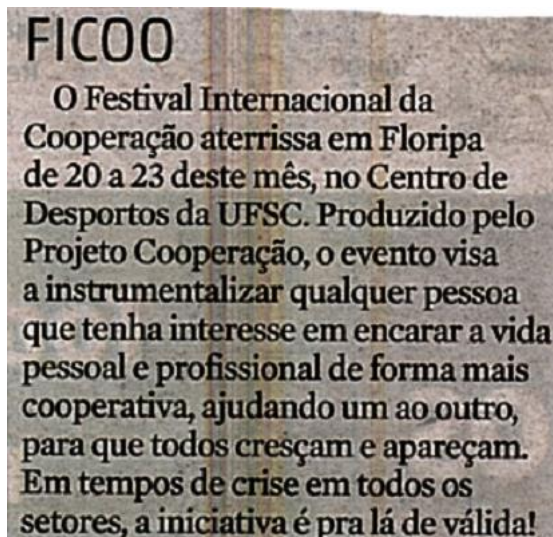 FICOO
O Festival Internacional da
Cooperação aterrissa em Floripa
de 20 a 23 deste mês, no Centro de
Desportos da UFSC. Produzido pelo
Projeto Cooperação, o evento visa
a instrumentalizar qualquer pessoa
que tenha interesse em encarar a vida
pessoal e profissional de forma mais
cooperativa, ajudando um ao outro,
para que todos cresçam e apareçam.
Em tempos de crise em todos os
setores, a iniciativa é pra lá de válida!